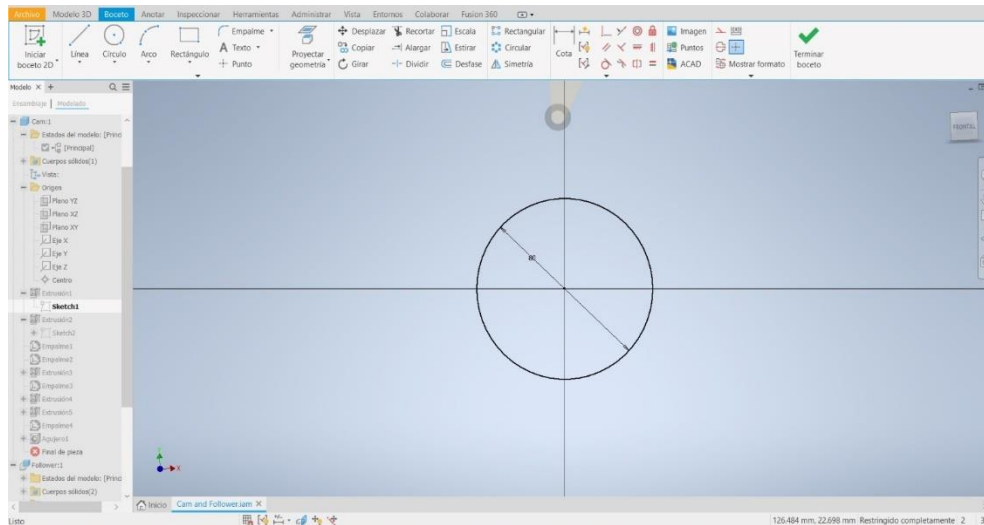 Archivo Modelo 3D Boceto Anotar Inspeccionar Herramientas Administrar Vista Entornos Colaborar Fusion 360
Iniciar boceto 2D
Línea
Círculo
Arco
Rectángulo
Empalme
Texto
Punto
Proyectar geometría
Desplazar
Copiar
Girar
Recortar
Alargar
Dividir
Escala
Estirar
Desfase
Rectangular
Circular
Simetría
Cota
Imagen
Puntos
ACAD
Mostrar formato
Terminar boceto
Modelo
Ensamblaje Modelado
Cam:1
Estados del modelo: [Princ
[Principal]
Cuerpos sólidos(1)
Vista:
Origen
Plano YZ
Plano XZ
Plano XY
Eje X
Eje Y
Eje Z
Centro
Extrusión1
Sketch1
Extrusión2
Sketch2
Empalme1
Empalme2
Extrusión3
Empalme3
Extrusión4
Extrusión5
Empalme4
Agujero1
Final de pieza
Follower:1
Estados del modelo: [Princ
Cuerpos sólidos(2)
FRONTAL
X
Inicio Cam and Follower.iam
Listo
126.484 mm, 22.698 mm Restringido completamente 2